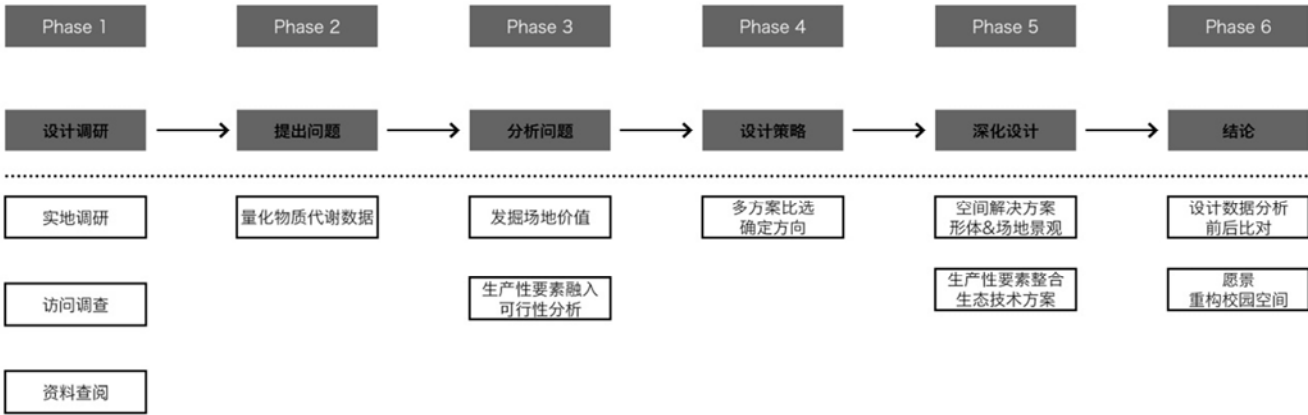 Phase 1
Phase 2
Phase 3
Phase 4
Phase 5
Phase 6
设计调研
提出问题
分析问题
设计策略
深化设计
结论
实地调研
量化物质代谢数据
发掘场地价值
多方案比选
确定方向
空间解决方案
形体&场地景观
设计数据分析
前后比对
访问调查
生产性要素融入
可行性分析
生产性要素整合
生态技术方案
愿景
重构校园空间
资料查阅